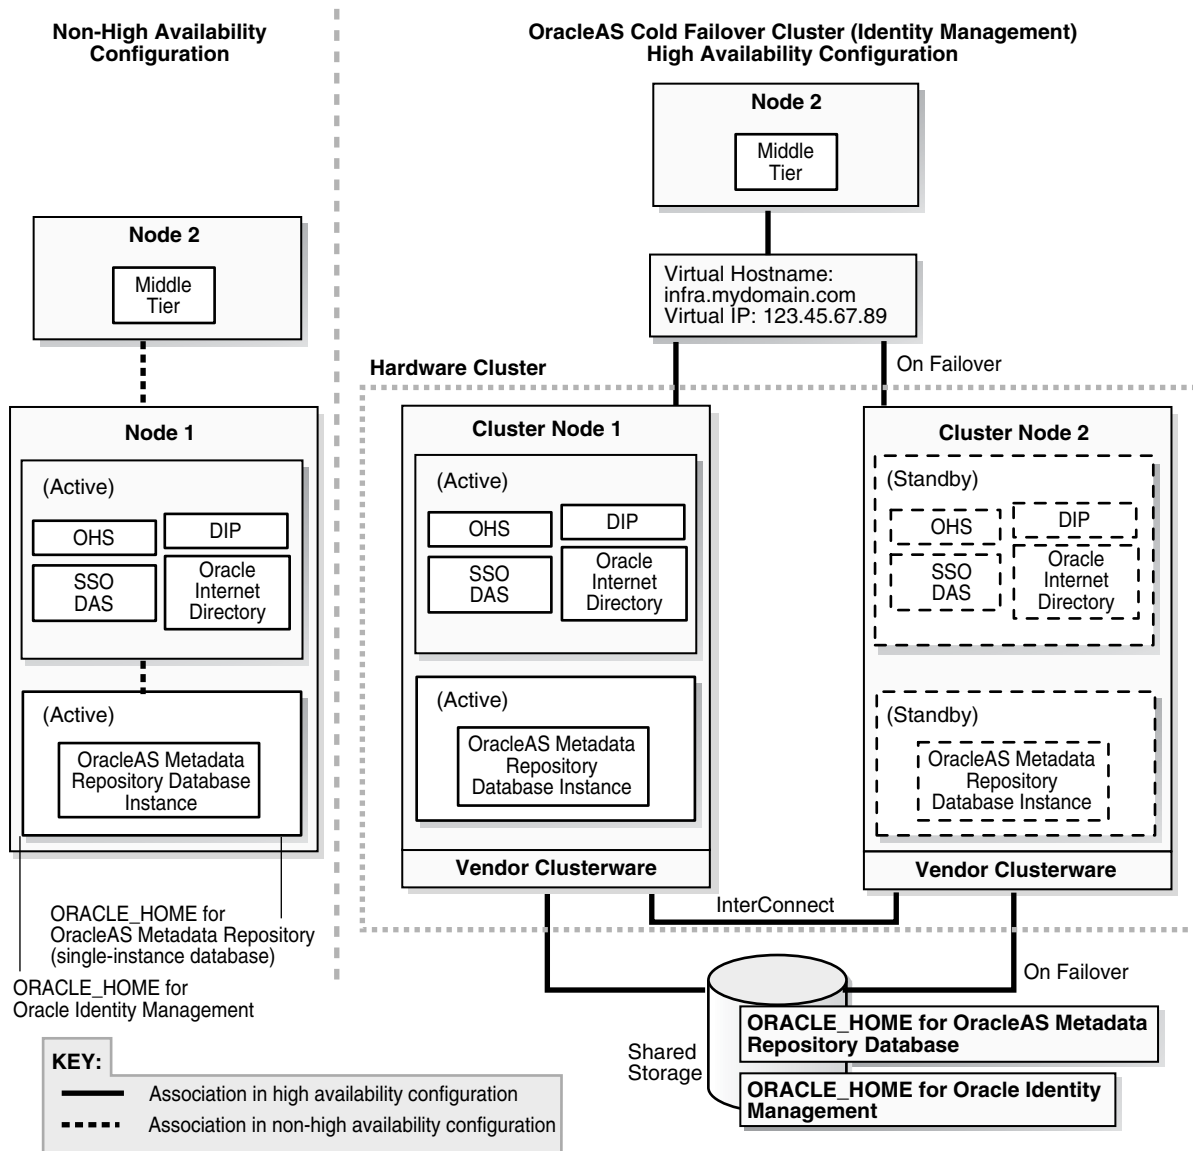 Non-High Availability
Configuration
OracleAS Cold Failover Cluster (Identity Management)
High Availability Configuration
Node 2
Middle
Tier
Node 2
Middle
Tier
Virtual Hostname:
infra.mydomain.com
Virtual IP: 123.45.67.89
Hardware Cluster
On Failover
Node 1
(Active)
OHS
DIP
SSO
DAS
Oracle
Internet
Directory
(Active)
OracleAS Metadata
Repository Database
Instance
Cluster Node 1
(Active)
OHS
DIP
SSO
DAS
Oracle
Internet
Directory
(Active)
OracleAS Metadata
Repository
Database Instance
Vendor Clusterware
Cluster Node 2
(Standby)
OHS
DIP
SSO
DAS
Oracle
Internet
Directory
(Standby)
OracleAS Metadata
Repository
Database Instance
Vendor Clusterware
InterConnect
ORACLE_HOME for
OracleAS Metadata Repository
(single-instance database)
ORACLE_HOME for
Oracle Identity Management
On Failover
Shared
Storage
ORACLE_HOME for OracleAS Metadata
Repository Database
ORACLE_HOME for Oracle Identity
Management
KEY:
Association in high availability configuration
Association in non-high availability configuration